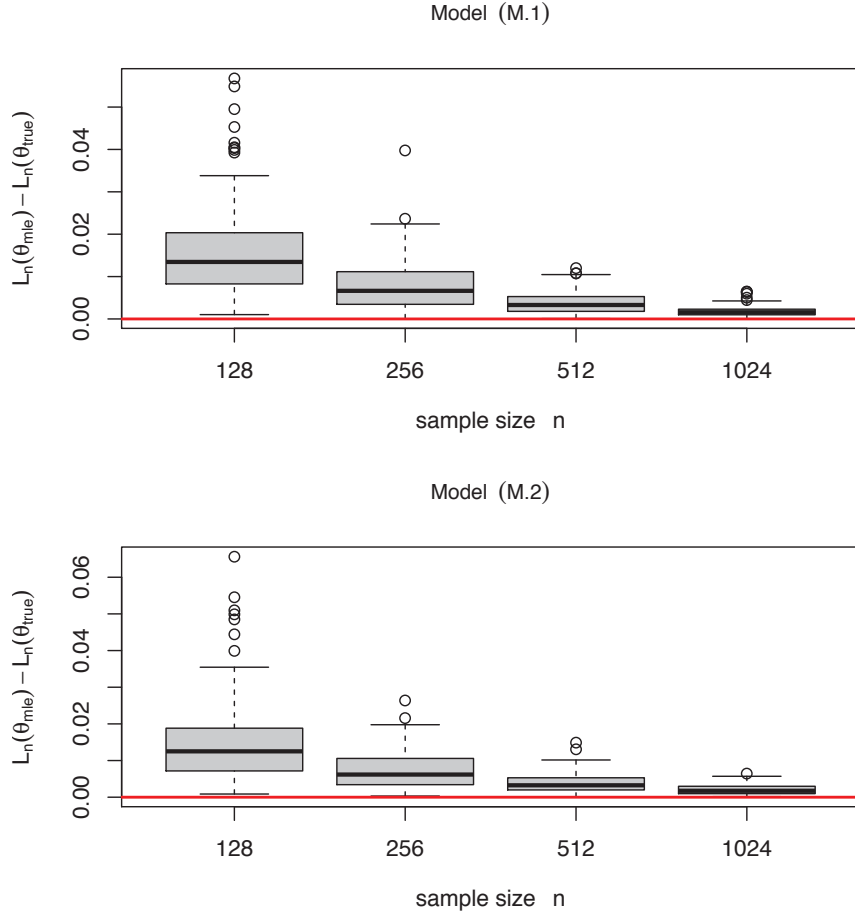 Model (M.1)
Lₙ(θₘₗₑ) − Lₙ(θₜᵣᵤₑ)
0.04
0.02
0.00
128 256 512 1024
sample size n
Model (M.2)
Lₙ(θₘₗₑ) − Lₙ(θₜᵣᵤₑ)
0.06
0.04
0.02
0.00
128 256 512 1024
sample size n